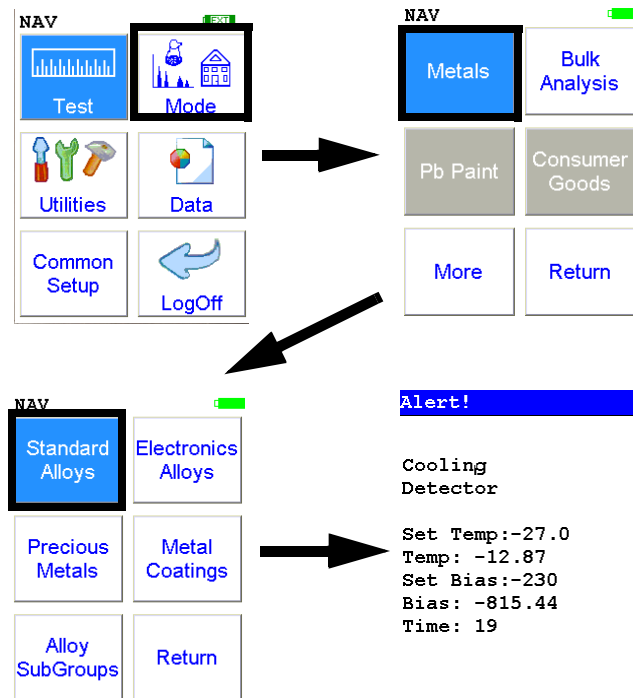 NAV
EXT
Test
Mode
Utilities
Data
Common
Setup
LogOff
NAV
Metals
Bulk
Analysis
Pb Paint
Consumer
Goods
More
Return
NAV
Standard
Alloys
Electronics
Alloys
Precious
Metals
Metal
Coatings
Alloy
SubGroups
Return
Alert!
Cooling
Detector
Set Temp:-27.0
Temp: -12.87
Set Bias:-230
Bias: -815.44
Time: 19